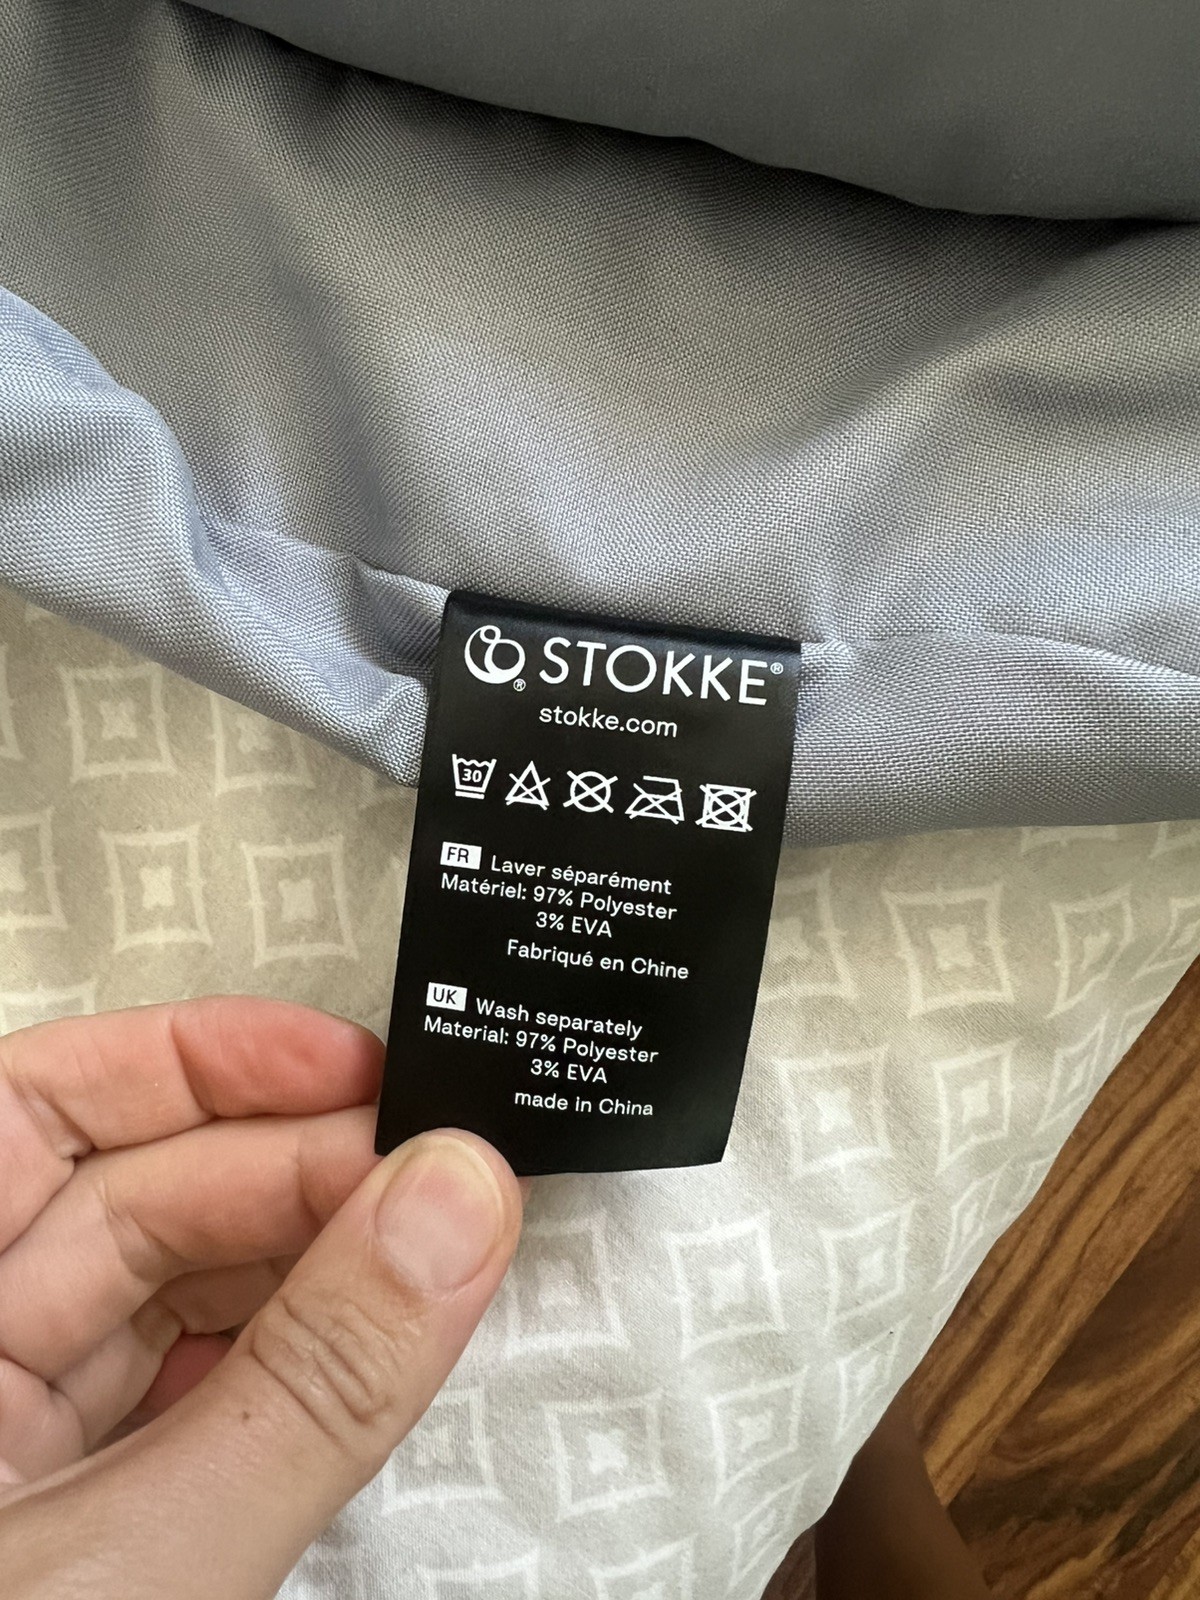 STOKKE®
®
stokke.com
30
FR Laver séparément
Matériel: 97% Polyester
3% EVA
Fabriqué en Chine
UK Wash separately
Material: 97% Polyester
3% EVA
made in China